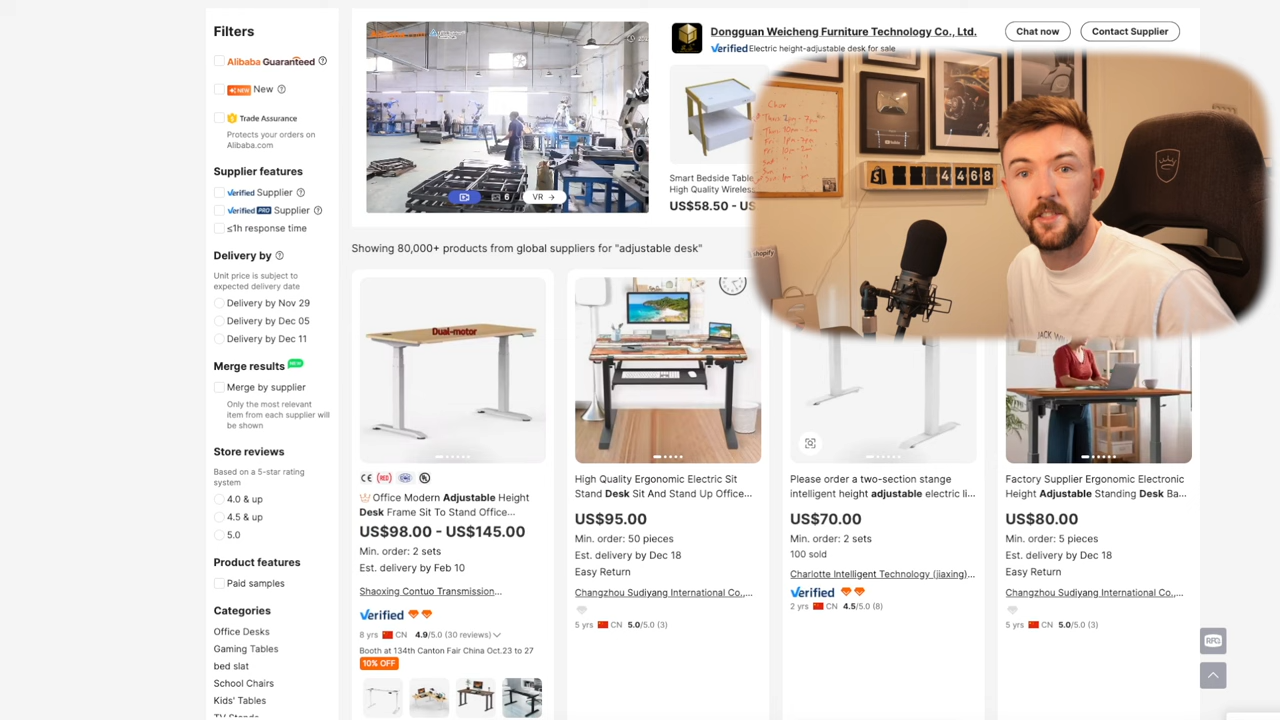 Filters
Alibaba Guaranteed
NEW New
Trade Assurance
Protects your orders on
Alibaba.com
Supplier features
Verified Supplier
Verified PRO Supplier
≤1h response time
Delivery by
Unit price is subject to
expected delivery date
Delivery by Nov 29
Delivery by Dec 05
Delivery by Dec 11
Merge results NEW
Merge by supplier
Only the most relevant
item from each supplier will
be shown
Store reviews
Based on a 5-star rating
system
4.0 & up
4.5 & up
5.0
Product features
Paid samples
Categories
Office Desks
Gaming Tables
bed slat
School Chairs
Kids' Tables
TV Stands
6
VR →
Dongguan Weicheng Furniture Technology Co., Ltd.
Verified Electric height-adjustable desk for sale
Chat now
Contact Supplier
Smart Bedside Table
High Quality Wireless
US$58.50 - US
4468
shopify
Showing 80,000+ products from global suppliers for "adjustable desk"
Dual-motor
CE RED
Office Modern Adjustable Height
Desk Frame Sit To Stand Office...
US$98.00 - US$145.00
Min. order: 2 sets
Est. delivery by Feb 10
Shaoxing Contuo Transmission...
Verified
8 yrs CN 4.9/5.0 (30 reviews)
Booth at 134th Canton Fair China Oct.23 to 27
10% OFF
High Quality Ergonomic Electric Sit
Stand Desk Sit And Stand Up Office...
US$95.00
Min. order: 50 pieces
Est. delivery by Dec 18
Easy Return
Changzhou Sudiyang International Co.,...
5 yrs CN 5.0/5.0 (3)
Please order a two-section stange
intelligent height adjustable electric li...
US$70.00
Min. order: 2 sets
100 sold
Charlotte Intelligent Technology (jiaxing)...
Verified
2 yrs CN 4.5/5.0 (8)
Factory Supplier Ergonomic Electronic
Height Adjustable Standing Desk Ba...
US$80.00
Min. order: 5 pieces
Est. delivery by Dec 18
Easy Return
Changzhou Sudiyang International Co.,...
5 yrs CN 5.0/5.0 (3)
RFQ